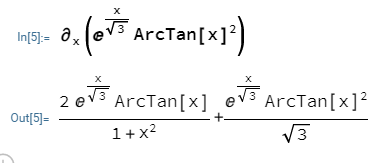 In[5]:= ∂ₓ(e^(x/√3) ArcTan[x]²)
Out[5]= (2 e^(x/√3) ArcTan[x])/(1+x²) + (e^(x/√3) ArcTan[x]²)/√3